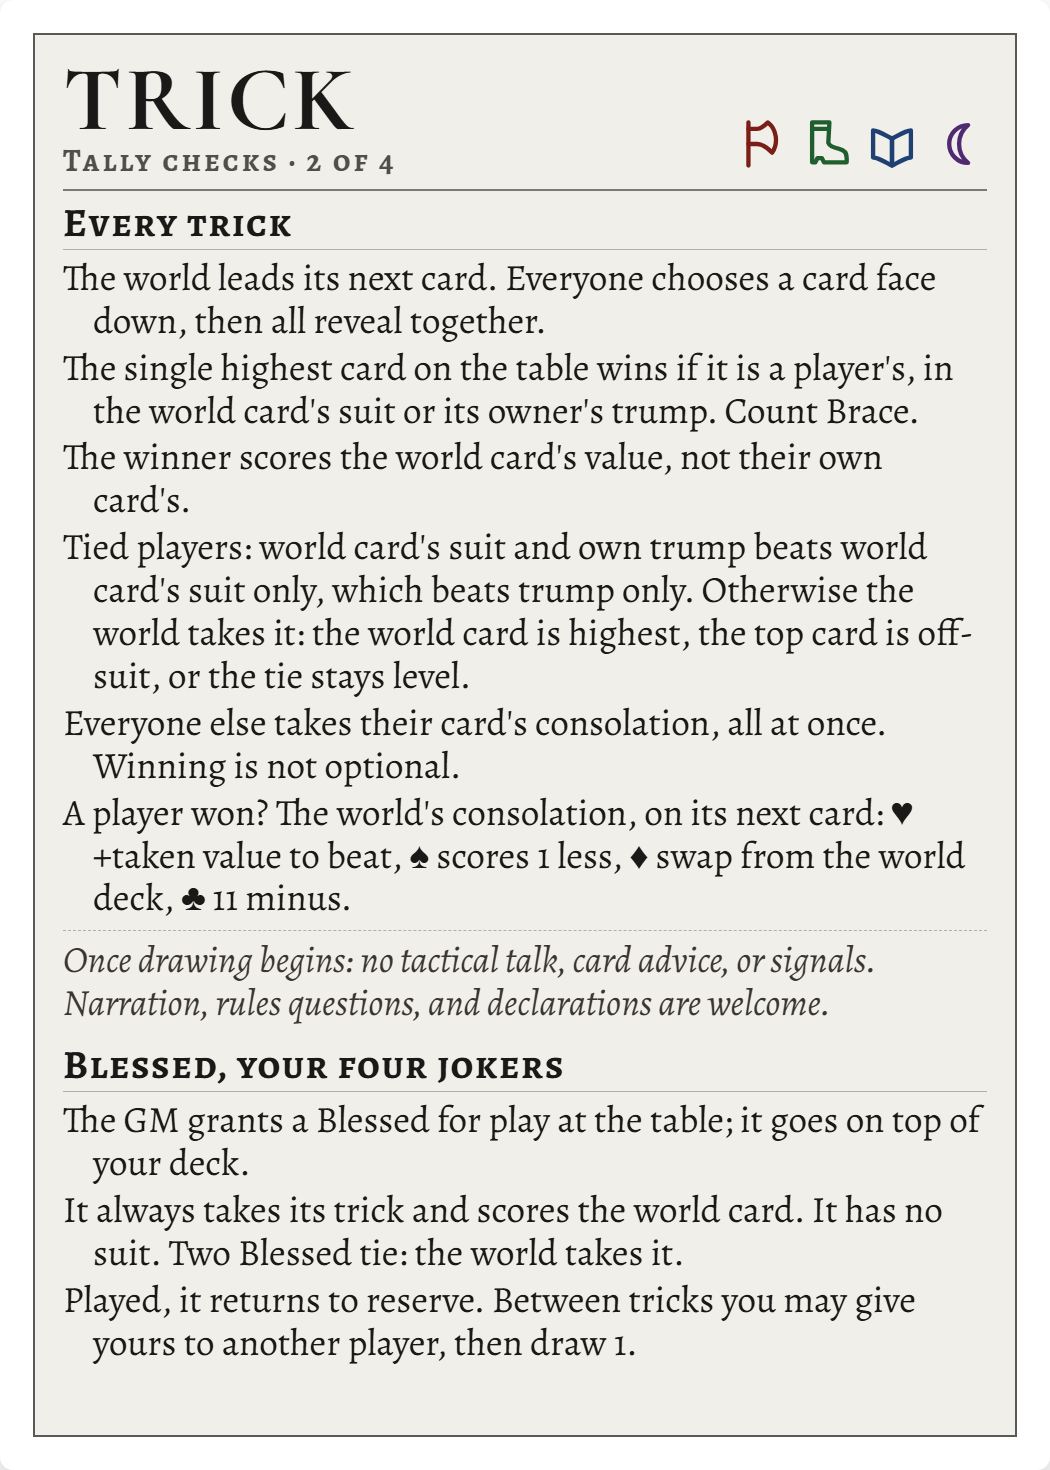 TRICK
TALLY CHECKS · 2 OF 4
EVERY TRICK
The world leads its next card. Everyone chooses a card face
down, then all reveal together.
The single highest card on the table wins if it is a player's, in
the world card's suit or its owner's trump. Count Brace.
The winner scores the world card's value, not their own
card's.
Tied players: world card's suit and own trump beats world
card's suit only, which beats trump only. Otherwise the
world takes it: the world card is highest, the top card is off-
suit, or the tie stays level.
Everyone else takes their card's consolation, all at once.
Winning is not optional.
A player won? The world's consolation, on its next card: ♥
+taken value to beat, ♠ scores 1 less, ♦ swap from the world
deck, ♣ 11 minus.
Once drawing begins: no tactical talk, card advice, or signals.
Narration, rules questions, and declarations are welcome.
BLESSED, YOUR FOUR JOKERS
The GM grants a Blessed for play at the table; it goes on top of
your deck.
It always takes its trick and scores the world card. It has no
suit. Two Blessed tie: the world takes it.
Played, it returns to reserve. Between tricks you may give
yours to another player, then draw 1.